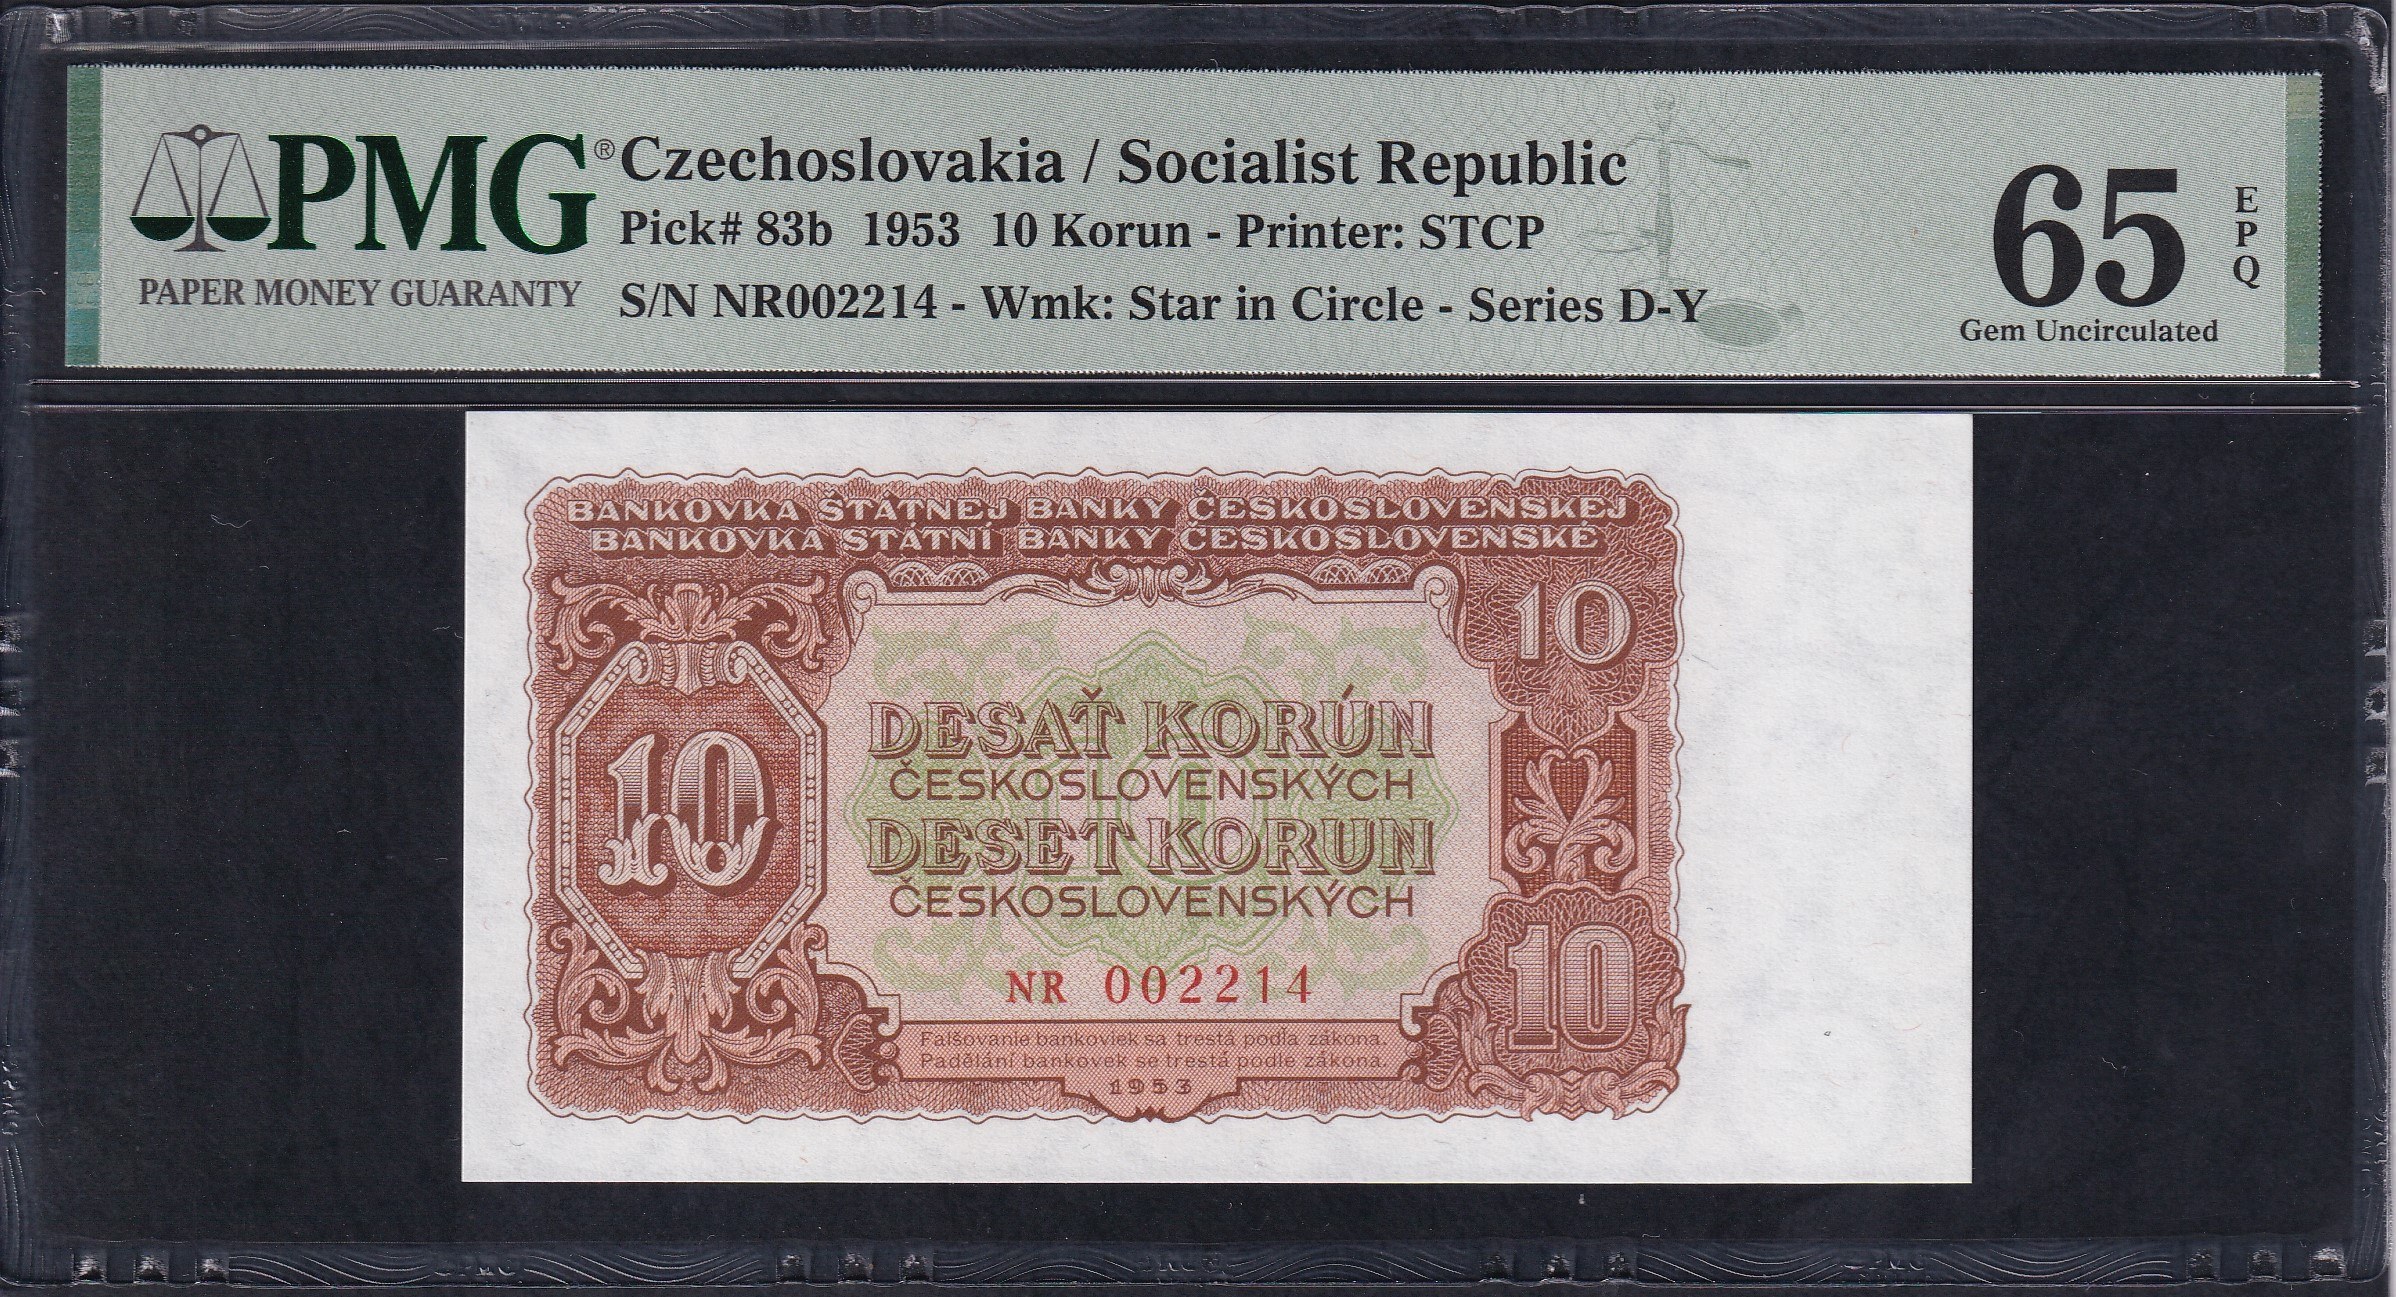 PMG®
PAPER MONEY GUARANTY
Czechoslovakia / Socialist Republic
Pick# 83b 1953 10 Korun - Printer: STCP
S/N NR002214 - Wmk: Star in Circle - Series D-Y
65
EPQ
Gem Uncirculated
BANKOVKA ŠTÁTNEJ BANKY ČESKOSLOVENSKEJ
BANKOVKA STÁTNÍ BANKY ČESKOSLOVENSKÉ
10
10
DESAŤ KORÚN
ČESKOSLOVENSKÝCH
DESET KORUN
ČESKOSLOVENSKÝCH
10
NR 002214
Falšovanie bankoviek sa trestá podľa zákona.
Padělání bankovek se trestá podle zákona.
1953